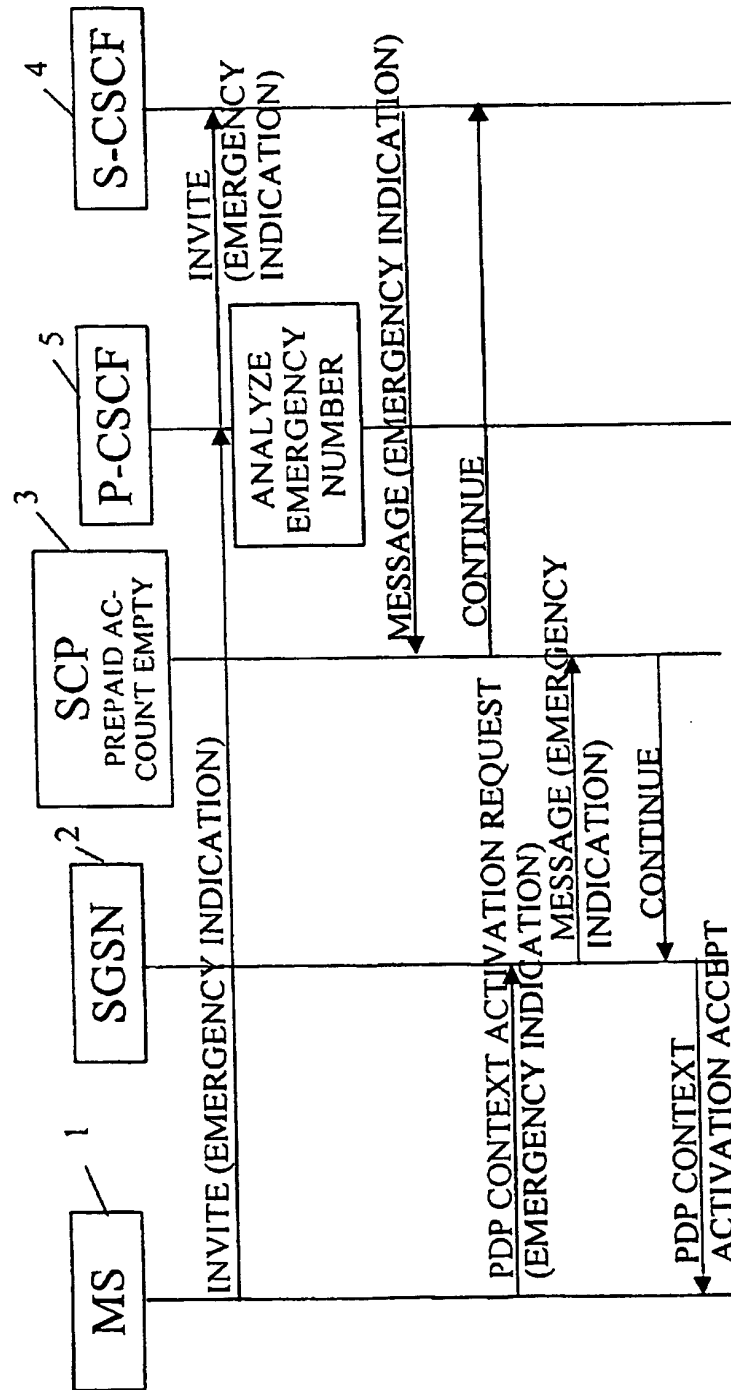 1
MS
2
SGSN
3
SCP
PREPAID AC-
COUNT EMPTY
5
P-CSCF
4
S-CSCF
INVITE (EMERGENCY INDICATION)
INVITE
(EMERGENCY
INDICATION)
ANALYZE
EMERGENCY
NUMBER
MESSAGE (EMERGENCY INDICATION)
CONTINUE
PDP CONTEXT ACTIVATION REQUEST
(EMERGENCY INDICATION)
MESSAGE (EMERGENCY
INDICATION)
CONTINUE
PDP CONTEXT
ACTIVATION ACCEPT